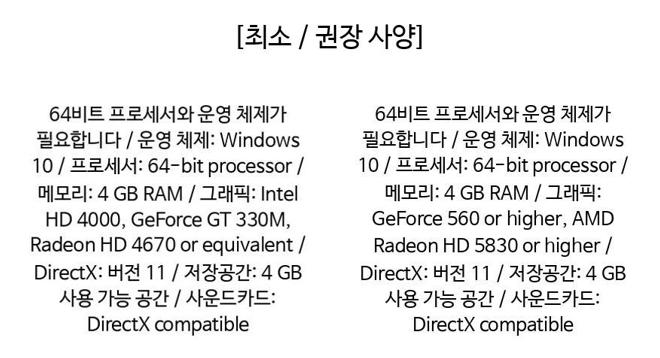 [최소 / 권장 사양]
64비트 프로세서와 운영 체제가
필요합니다 / 운영 체제: Windows
10 / 프로세서: 64-bit processor /
메모리: 4 GB RAM / 그래픽: Intel
HD 4000, GeForce GT 330M,
Radeon HD 4670 or equivalent /
DirectX: 버전 11 / 저장공간: 4 GB
사용 가능 공간 / 사운드카드:
DirectX compatible
64비트 프로세서와 운영 체제가
필요합니다 / 운영 체제: Windows
10 / 프로세서: 64-bit processor /
메모리: 4 GB RAM / 그래픽:
GeForce 560 or higher, AMD
Radeon HD 5830 or higher /
DirectX: 버전 11 / 저장공간: 4 GB
사용 가능 공간 / 사운드카드:
DirectX compatible